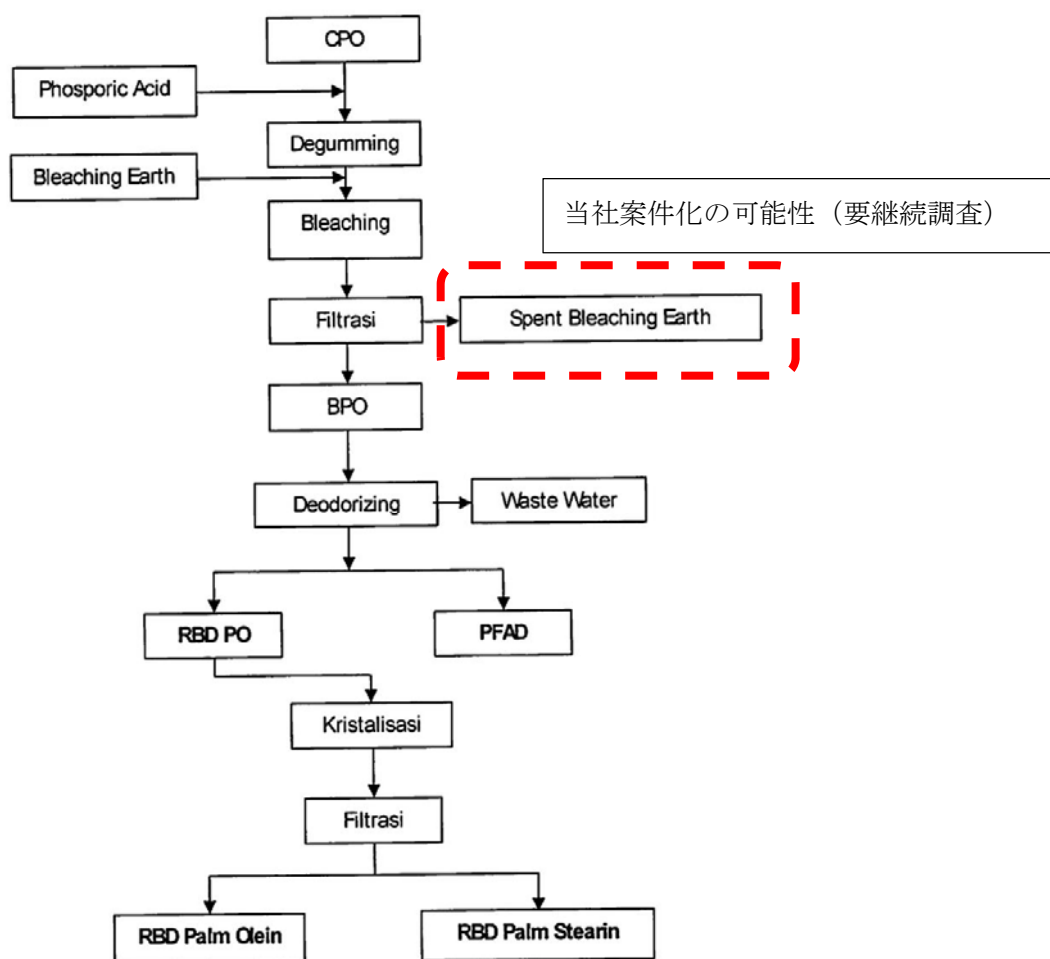 CPO
Phosporic Acid
Degumming
Bleaching Earth
Bleaching
当社案件化の可能性（要継続調査）
Filtrasi
Spent Bleaching Earth
BPO
Deodorizing
Waste Water
RBD PO
PFAD
Kristalisasi
Filtrasi
RBD Palm Olein
RBD Palm Stearin